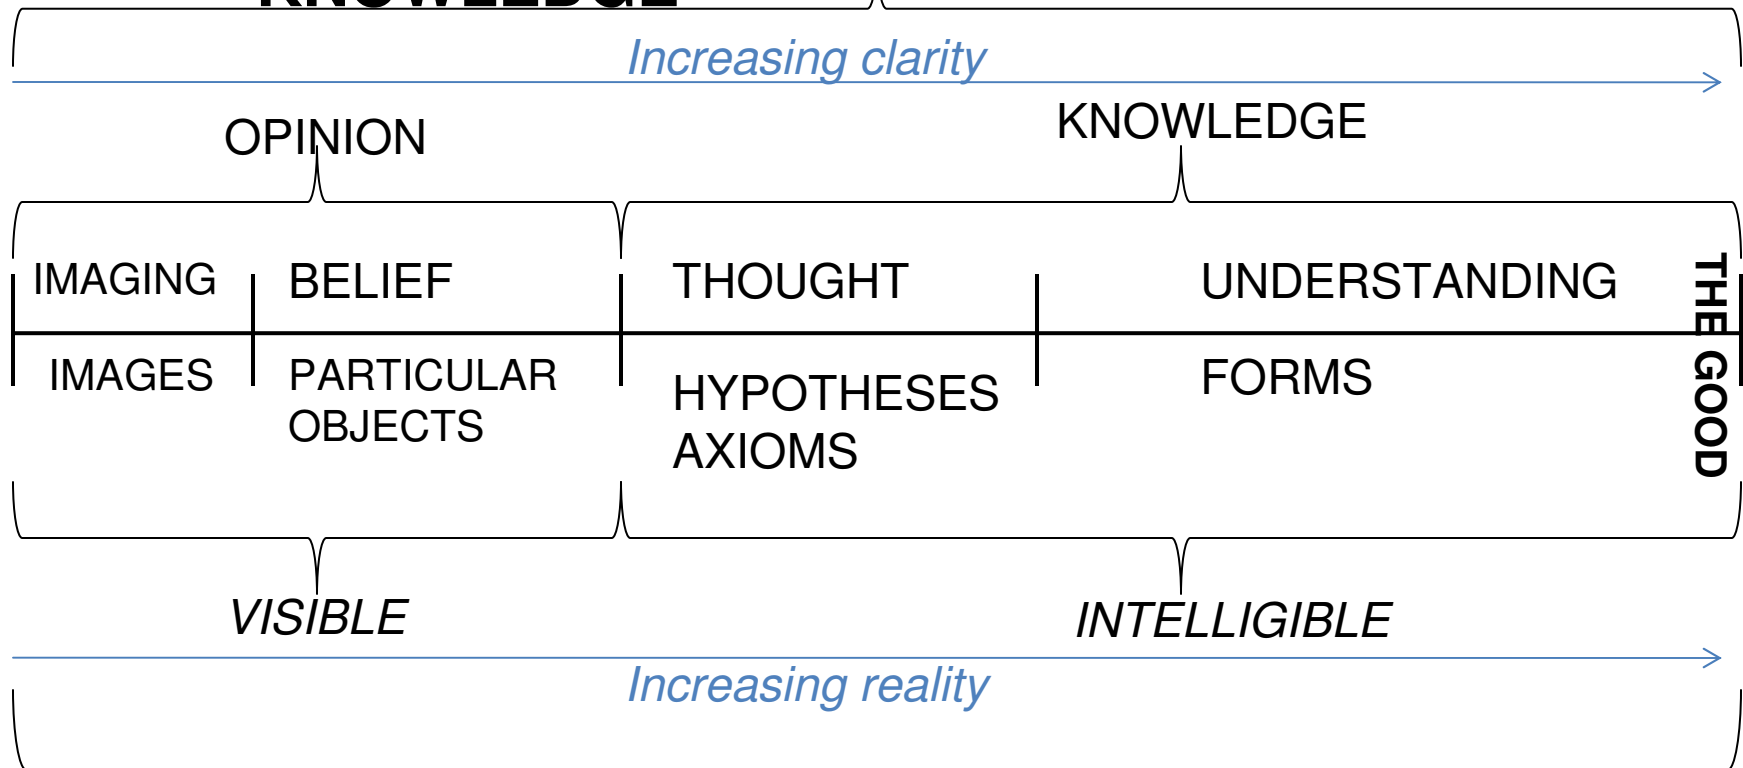 KNOWLEDGE
Increasing clarity
OPINION
KNOWLEDGE
IMAGING
BELIEF
THOUGHT
UNDERSTANDING
THE GOOD
IMAGES
PARTICULAR
OBJECTS
HYPOTHESES
AXIOMS
FORMS
VISIBLE
INTELLIGIBLE
Increasing reality